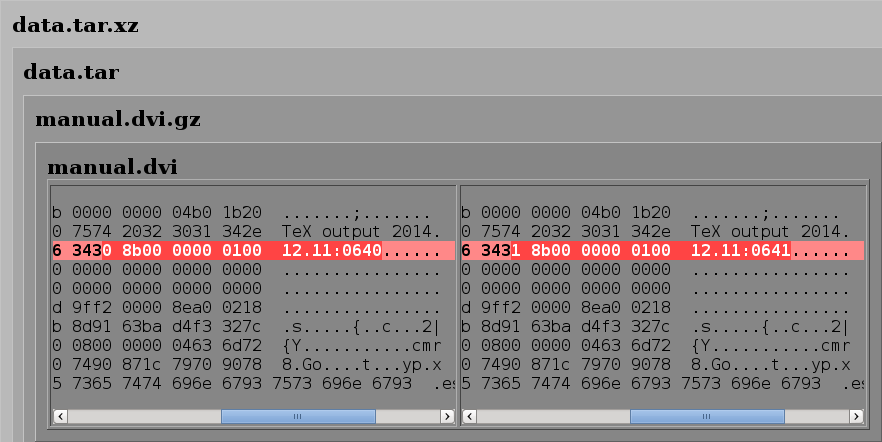 data.tar.xz
data.tar
manual.dvi.gz
manual.dvi
b 0000 0000 04b0 1b20  .......;.......
0 7574 2032 3031 342e  TeX output 2014.
6 3430 8b00 0000 0100  12.11:0640......
0 0000 0000 0000 0000  ................
0 0000 0000 0000 0000  ................
d 9ff2 0000 8ea0 0218  ................
b 8d91 63ba d4f3 327c  .s.....{..c...2|
0 0800 0000 0463 6d72  {Y...........cmr
0 7490 871c 7970 9078  8.Go....t...yp.x
5 7365 7474 696e 6793 7573 696e 6793  .es
b 0000 0000 04b0 1b20  .......;.......
0 7574 2032 3031 342e  TeX output 2014.
6 3431 8b00 0000 0100  12.11:0641......
0 0000 0000 0000 0000  ................
0 0000 0000 0000 0000  ................
d 9ff2 0000 8ea0 0218  ................
b 8d91 63ba d4f3 327c  .s.....{..c...2|
0 0800 0000 0463 6d72  {Y...........cmr
0 7490 871c 7970 9078  8.Go....t...yp.x
5 7365 7474 696e 6793 7573 696e 6793  .es